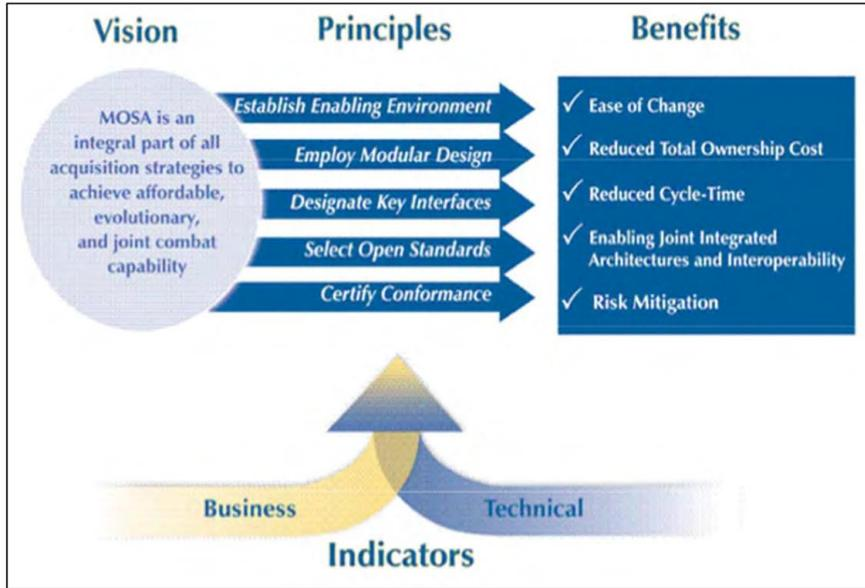 Vision
Principles
Benefits
MOSA is an
integral part of all
acquisition strategies to
achieve affordable,
evolutionary,
and joint combat
capability
Establish Enabling Environment
Employ Modular Design
Designate Key Interfaces
Select Open Standards
Certify Conformance
✓ Ease of Change
✓ Reduced Total Ownership Cost
✓ Reduced Cycle-Time
✓ Enabling Joint Integrated
Architectures and Interoperability
✓ Risk Mitigation
Business
Technical
Indicators